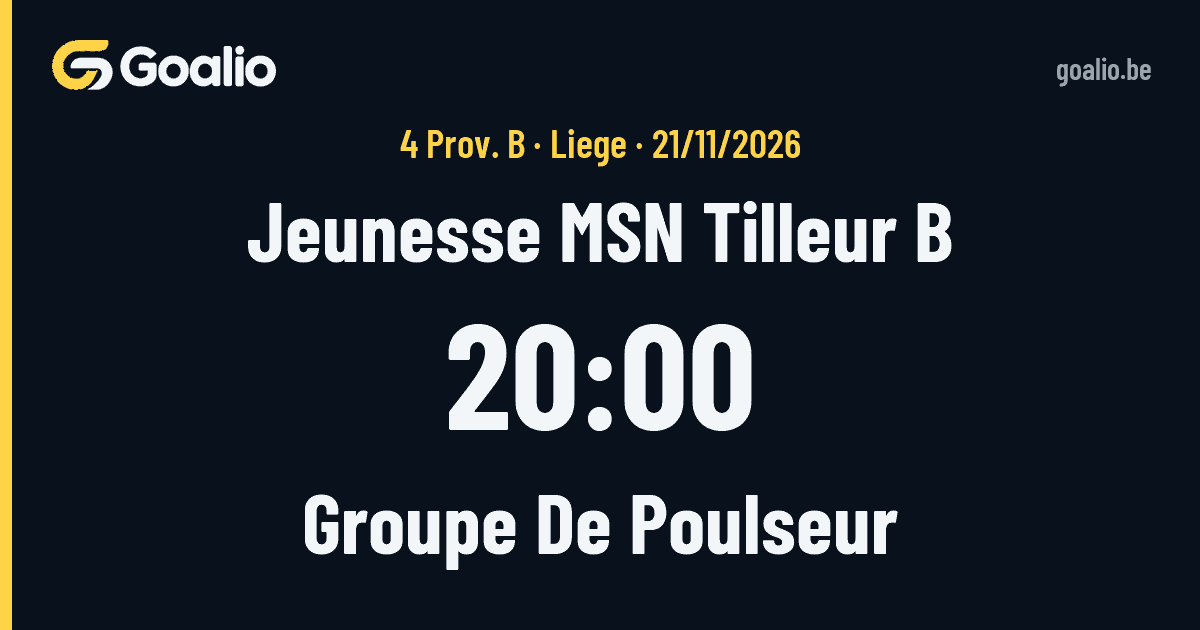 Goalio
goalio.be
4 Prov. B · Liege · 21/11/2026
Jeunesse MSN Tilleur B
20:00
Groupe De Poulseur